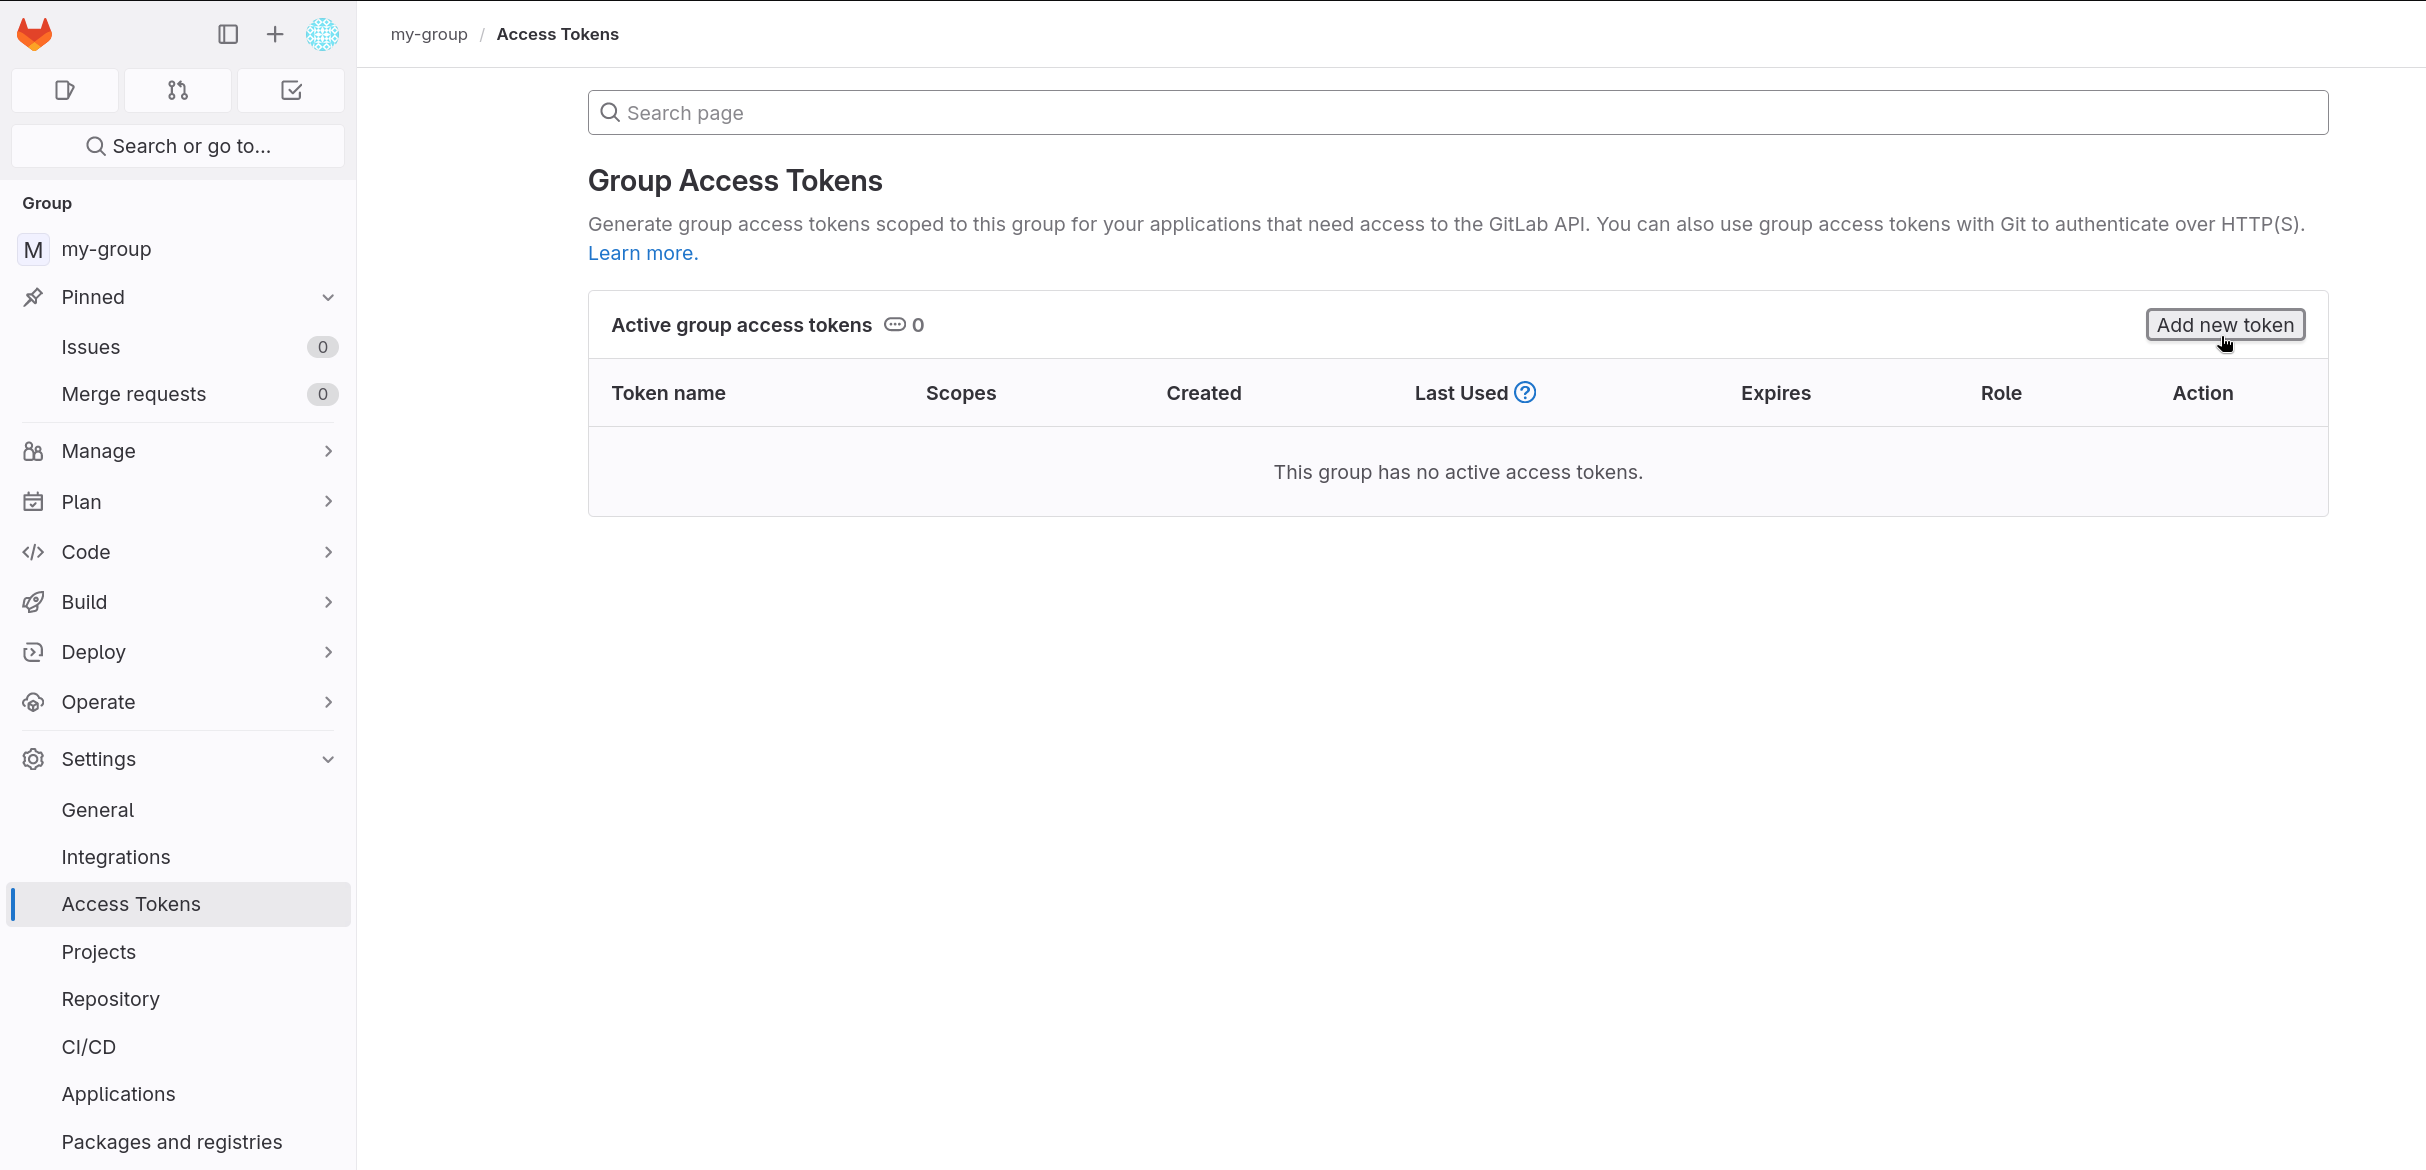 my-group / Access Tokens
Search or go to...
Group
M my-group
Pinned
Issues 0
Merge requests 0
Manage
Plan
Code
Build
Deploy
Operate
Settings
General
Integrations
Access Tokens
Projects
Repository
CI/CD
Applications
Packages and registries
Search page
Group Access Tokens
Generate group access tokens scoped to this group for your applications that need access to the GitLab API. You can also use group access tokens with Git to authenticate over HTTP(S).
Learn more.
Active group access tokens 0 Add new token
Token name Scopes Created Last Used ? Expires Role Action
This group has no active access tokens.